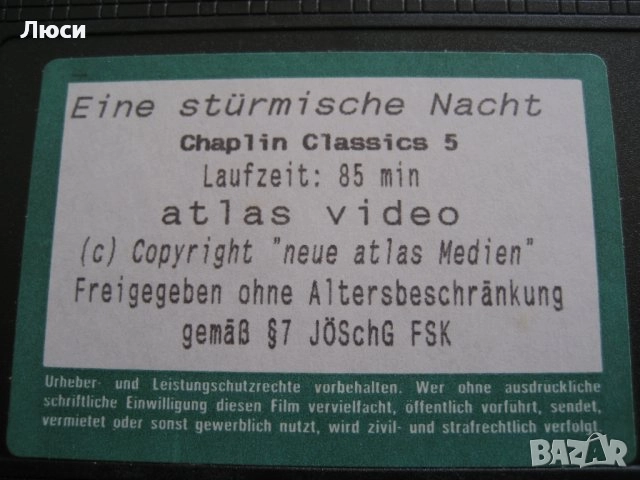 Люси
Eine stürmische Nacht
Chaplin Classics 5
Laufzeit: 85 min
atlas video
(c) Copyright "neue atlas Medien"
Freigegeben ohne Altersbeschränkung
gemäß §7 JÖSchG FSK
Urheber- und Leistungschutzrechte vorbehalten. Wer ohne ausdrückliche
schriftliche Einwilligung diesen Film vervielfacht, öffentlich vorführt, sendet,
vermietet oder sonst gewerblich nutzt, wird zivil- und strafrechtlich verfolgt.
BAZAR